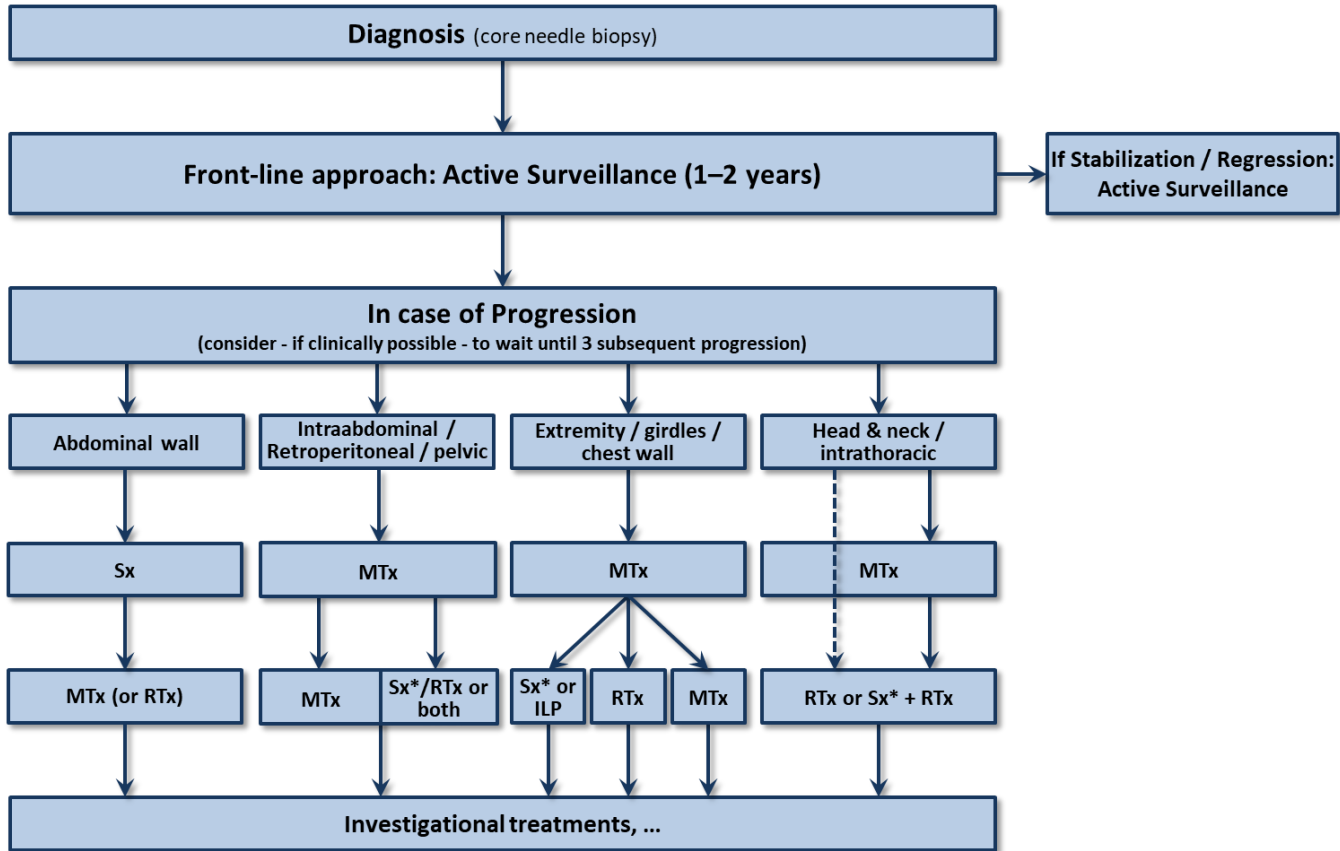 Diagnosis (core needle biopsy)
Front-line approach: Active Surveillance (1–2 years)
If Stabilization / Regression:
Active Surveillance
In case of Progression
(consider - if clinically possible - to wait until 3 subsequent progression)
Abdominal wall
Intraabdominal /
Retroperitoneal / pelvic
Extremity / girdles /
chest wall
Head & neck /
intrathoracic
Sx
MTx
MTx
MTx
MTx (or RTx)
MTx
Sx*/RTx or
both
Sx* or
ILP
RTx
MTx
RTx or Sx* + RTx
Investigational treatments, ...